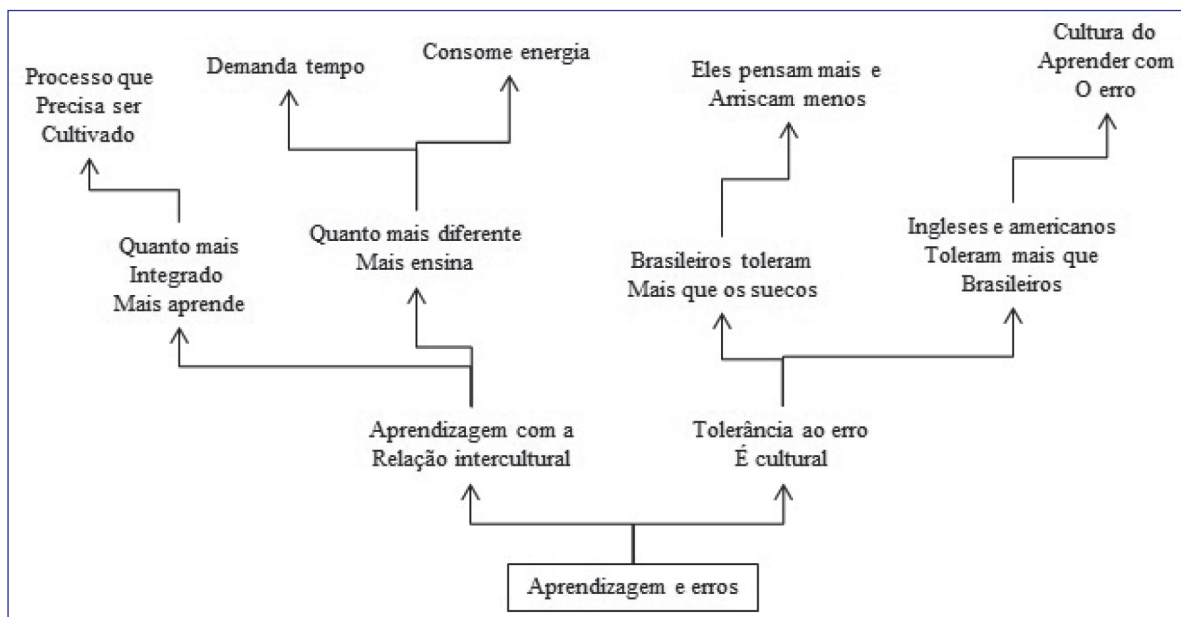 Processo que
Precisa ser
Cultivado
Demanda tempo
Consome energia
Eles pensam mais e
Arriscam menos
Cultura do
Aprender com
O erro
Quanto mais
Integrado
Mais aprende
Quanto mais diferente
Mais ensina
Brasileiros toleram
Mais que os suecos
Ingleses e americanos
Toleram mais que
Brasileiros
Aprendizagem com a
Relação intercultural
Tolerância ao erro
É cultural
Aprendizagem e erros